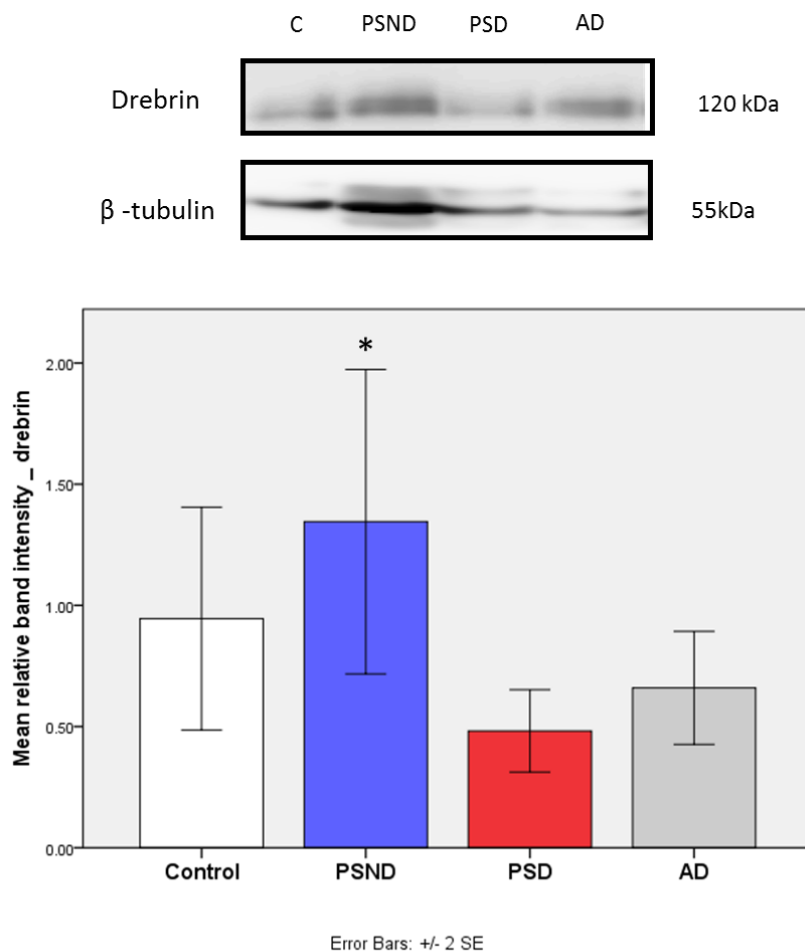 C PSND PSD AD
Drebrin 120 kDa
β -tubulin 55kDa
*
2.00
1.50
1.00
0.50
0.00
Mean relative band intensity _ drebrin
Control PSND PSD AD
Error Bars: +/- 2 SE